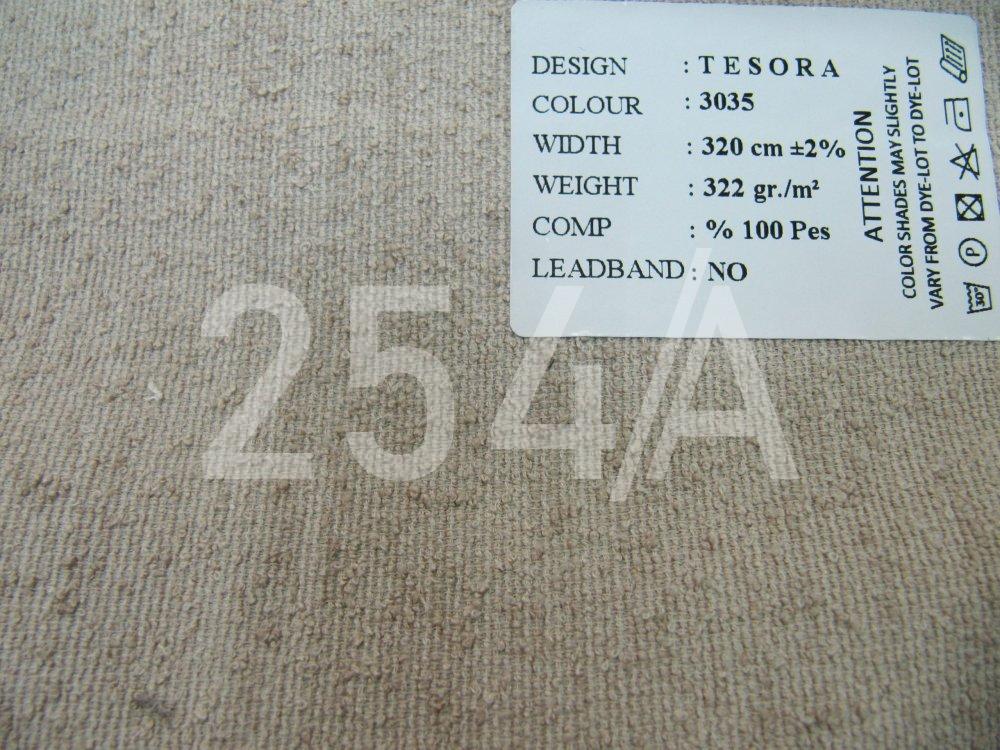 DESIGN : T E S O R A
COLOUR : 3035
WIDTH : 320 cm ±2%
WEIGHT : 322 gr./m²
COMP : % 100 Pes
LEADBAND : NO
ATTENTION
COLOR SHADES MAY SLIGHTLY
VARY FROM DYE-LOT TO DYE-LOT
P
30°
254/A